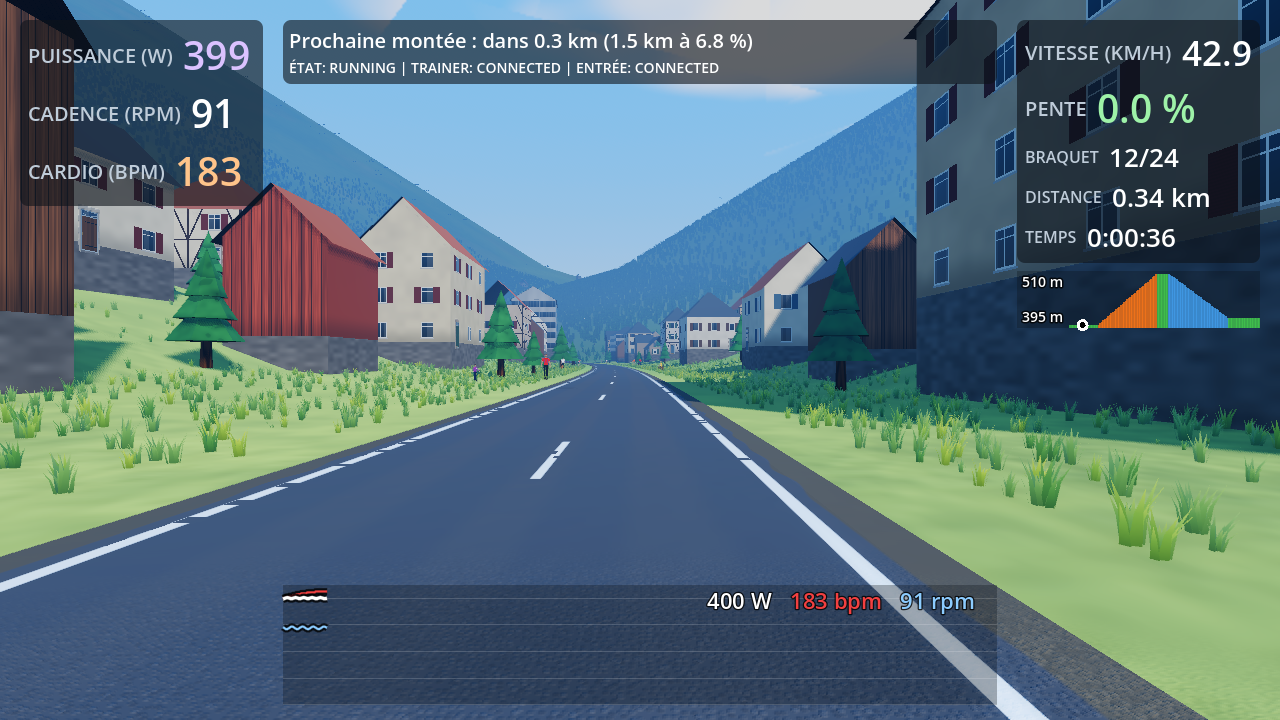 PUISSANCE (W) 399
CADENCE (RPM) 91
CARDIO (BPM) 183
Prochaine montée : dans 0.3 km (1.5 km à 6.8 %)
ÉTAT: RUNNING | TRAINER: CONNECTED | ENTRÉE: CONNECTED
VITESSE (KM/H) 42.9
PENTE 0.0 %
BRAQUET 12/24
DISTANCE 0.34 km
TEMPS 0:00:36
510 m
395 m
400 W 183 bpm 91 rpm